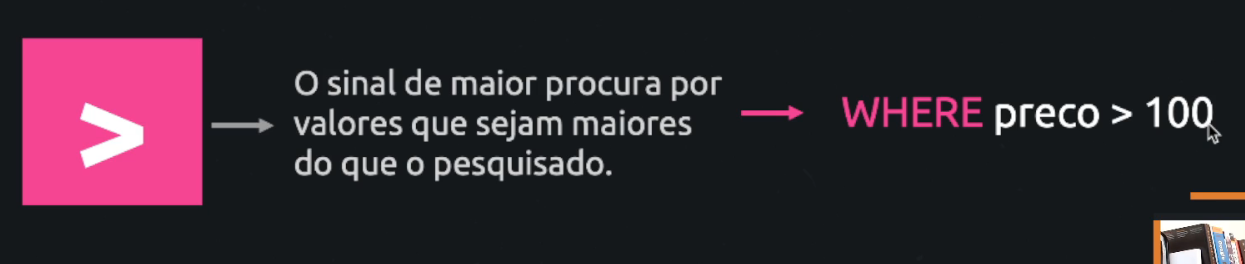 >
O sinal de maior procura por
valores que sejam maiores
do que o pesquisado.
WHERE preco > 100